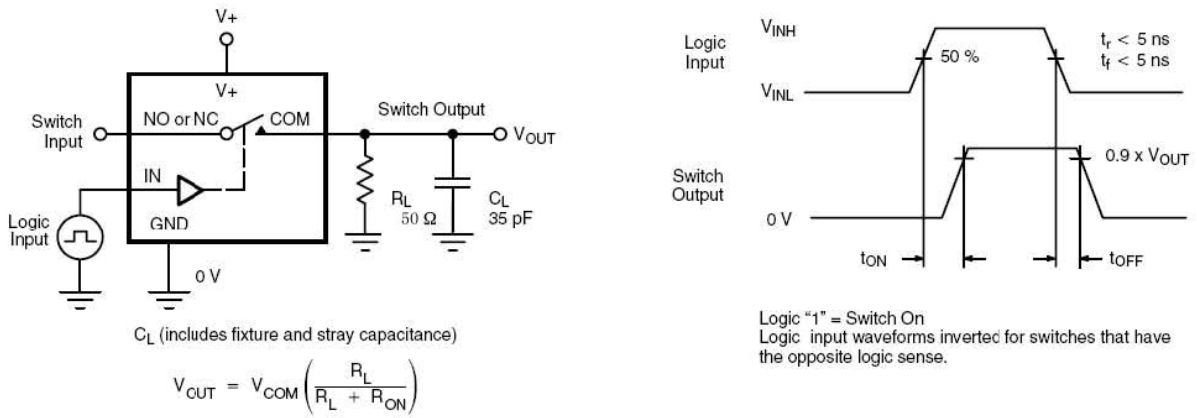 V+
V+
Switch
Input
NO or NC
COM
Switch Output
VOUT
IN
RL
50 Ω
CL
35 pF
Logic
Input
GND
0 V
CL (includes fixture and stray capacitance)
VOUT = VCOM ( RL / RL + RON )
Logic
Input
VINH
50 %
tr < 5 ns
tf < 5 ns
VINL
0.9 x VOUT
Switch
Output
0 V
tON
tOFF
Logic “1” = Switch On
Logic input waveforms inverted for switches that have
the opposite logic sense.